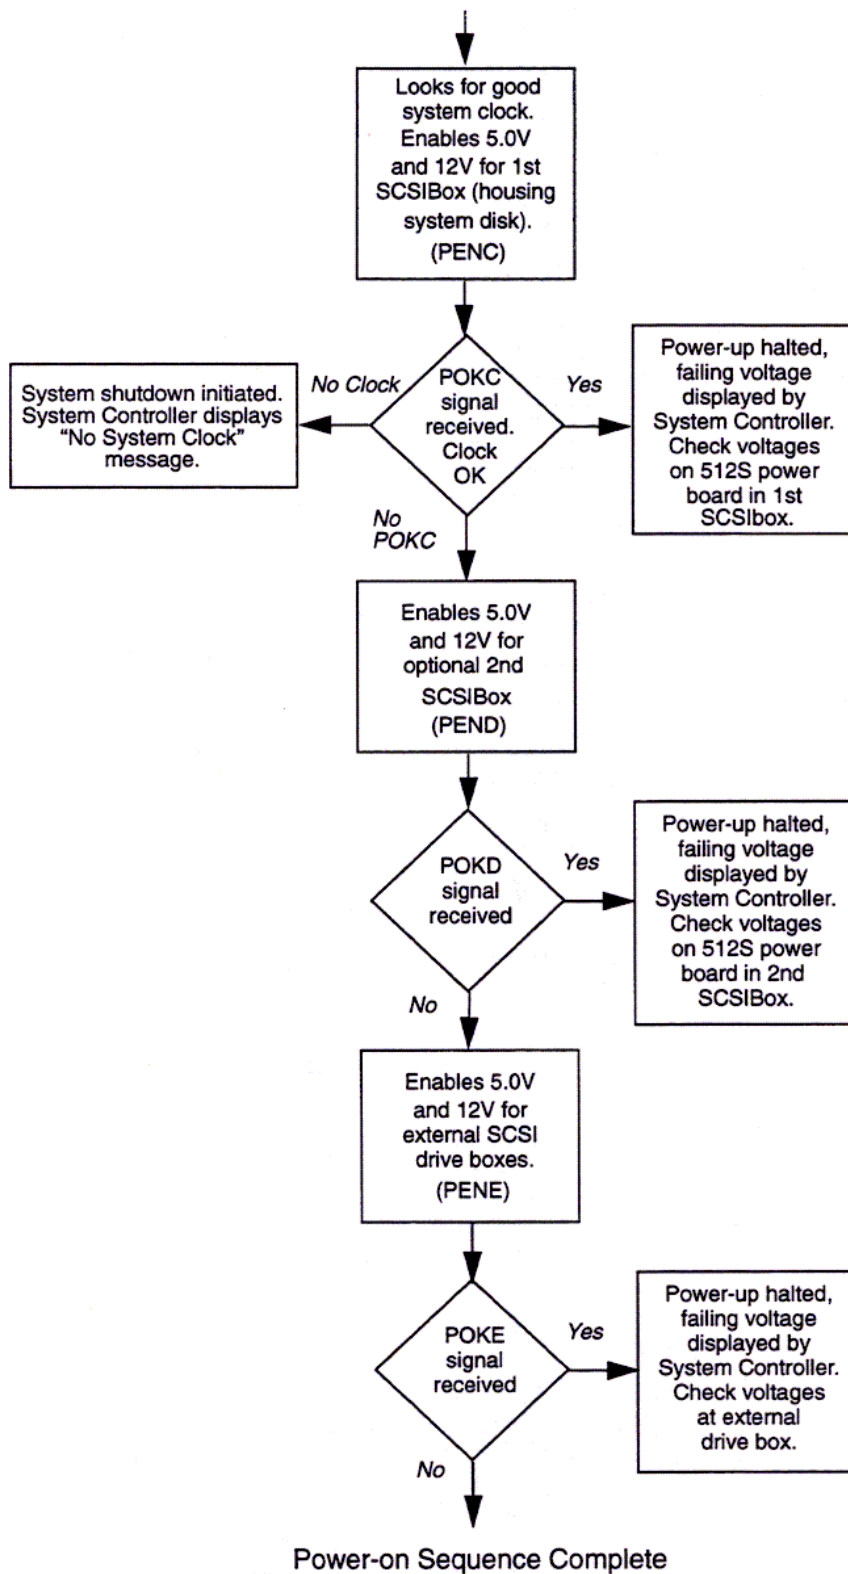 Looks for good
system clock.
Enables 5.0V
and 12V for 1st
SCSIBox (housing
system disk).
(PENC)
No Clock
POKC
signal
received.
Clock
OK
Yes
System shutdown initiated.
System Controller displays
“No System Clock”
message.
Power-up halted,
failing voltage
displayed by
System Controller.
Check voltages
on 512S power
board in 1st
SCSIbox.
No
POKC
Enables 5.0V
and 12V for
optional 2nd
SCSIBox
(PEND)
POKD
signal
received
Yes
Power-up halted,
failing voltage
displayed by
System Controller.
Check voltages
on 512S power
board in 2nd
SCSIBox.
No
Enables 5.0V
and 12V for
external SCSI
drive boxes.
(PENE)
POKE
signal
received
Yes
Power-up halted,
failing voltage
displayed by
System Controller.
Check voltages
at external
drive box.
No
Power-on Sequence Complete